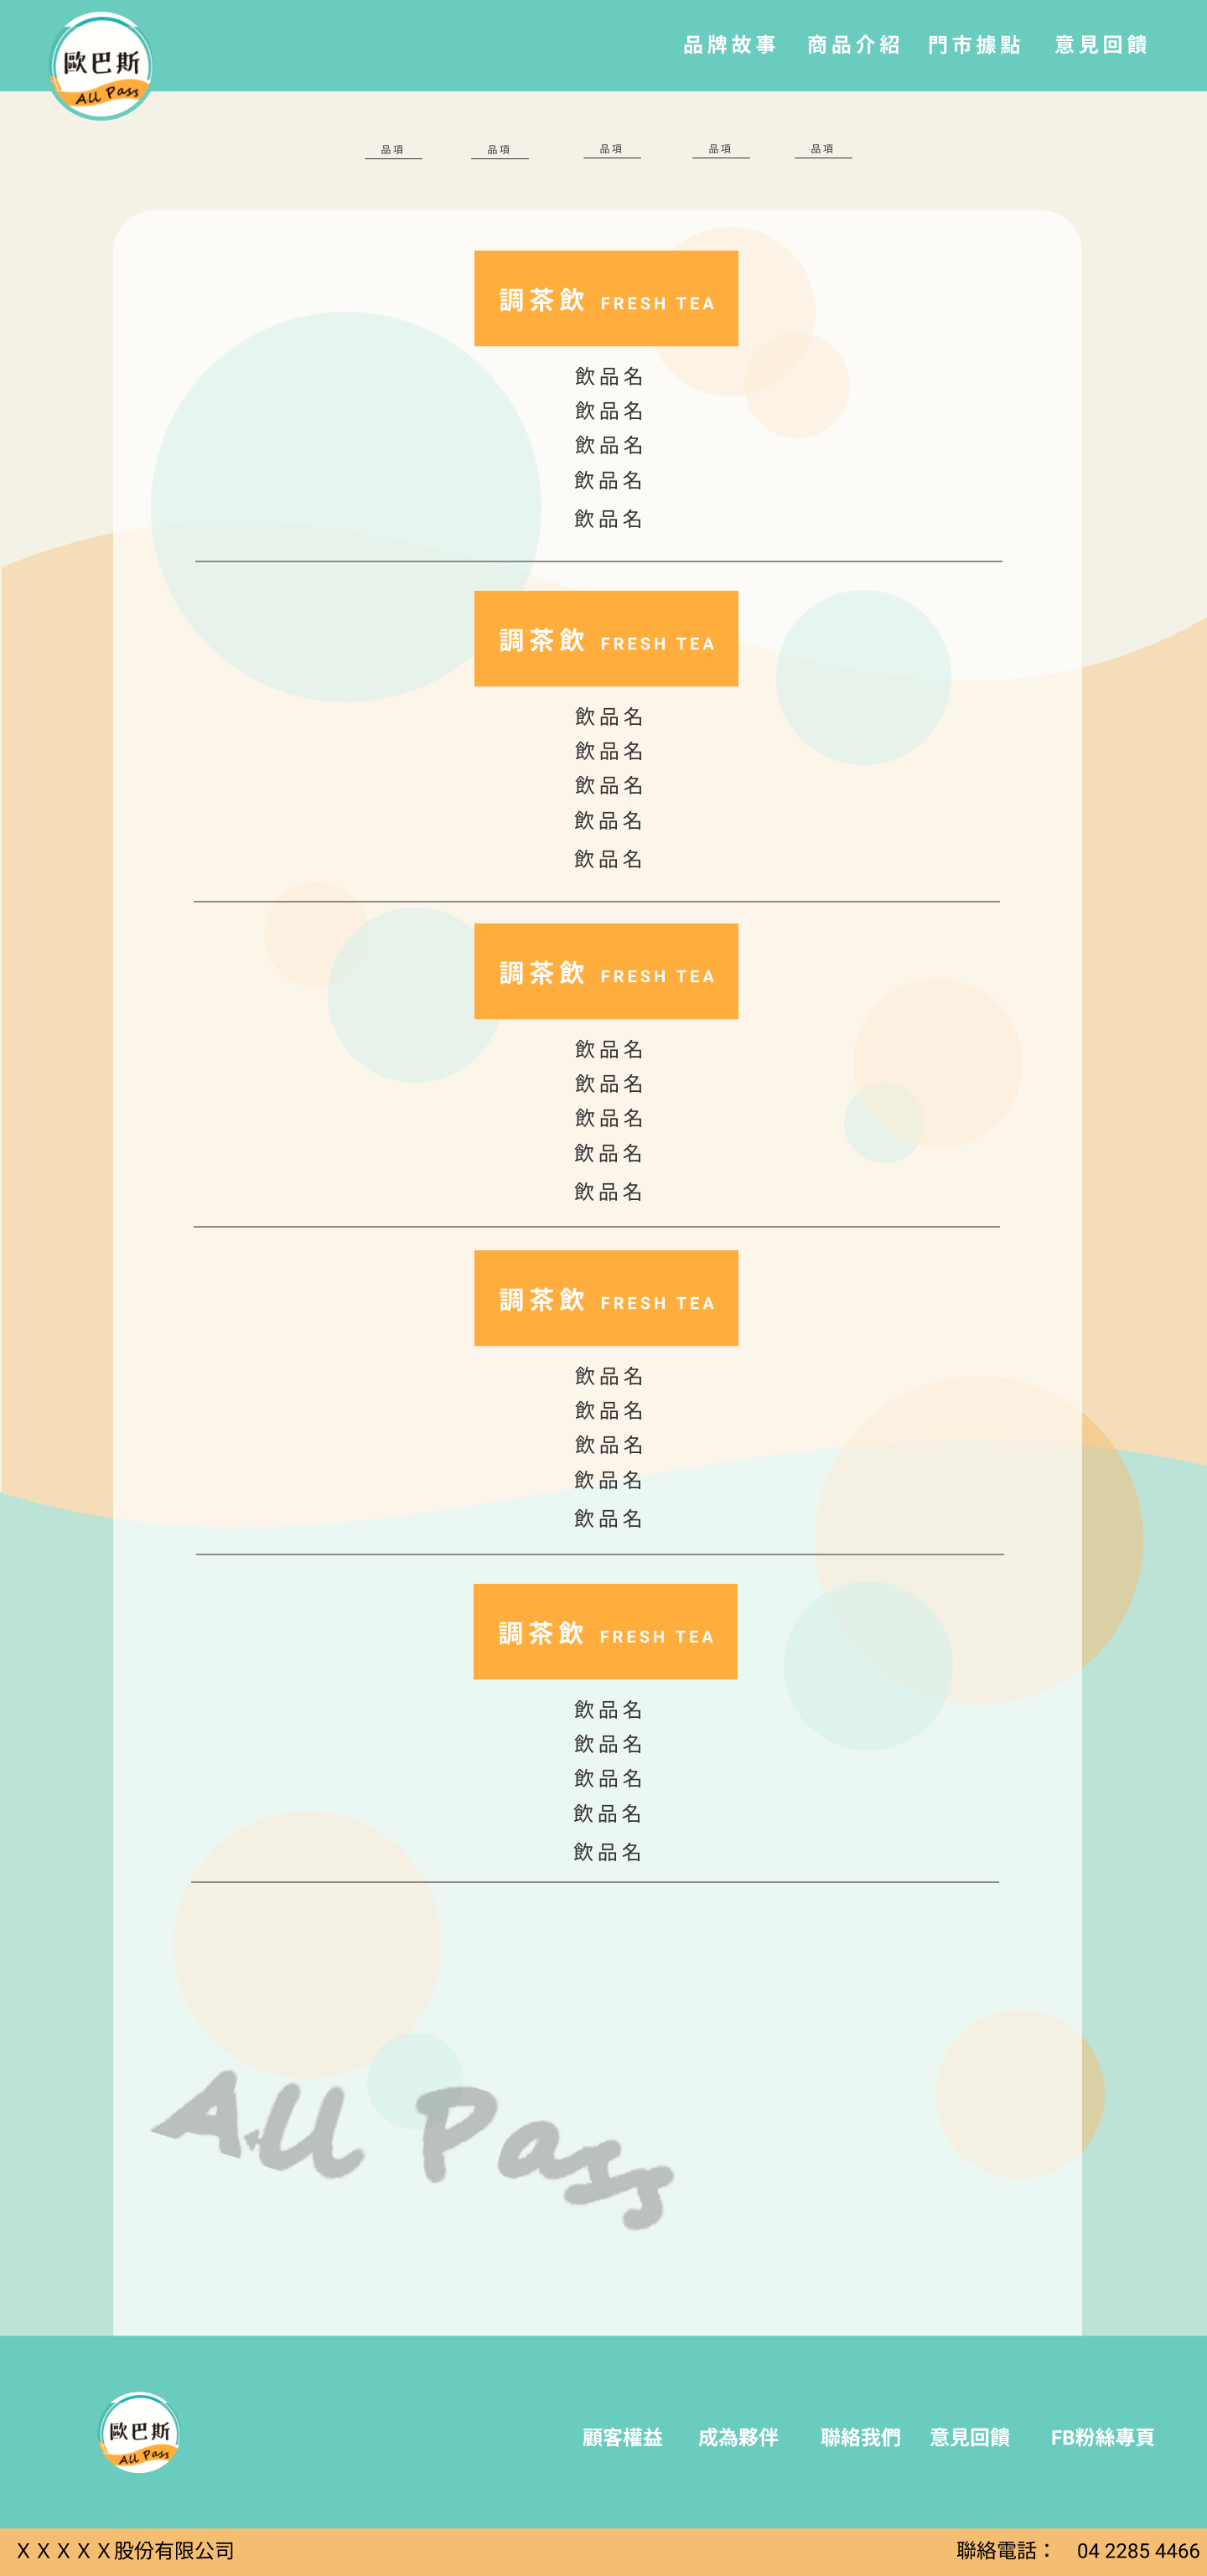 歐巴斯
All Pass
品牌故事 商品介紹 門市據點 意見回饋
品項 品項 品項 品項 品項
調茶飲 FRESH TEA
飲品名
飲品名
飲品名
飲品名
飲品名
調茶飲 FRESH TEA
飲品名
飲品名
飲品名
飲品名
飲品名
調茶飲 FRESH TEA
飲品名
飲品名
飲品名
飲品名
飲品名
調茶飲 FRESH TEA
飲品名
飲品名
飲品名
飲品名
飲品名
調茶飲 FRESH TEA
飲品名
飲品名
飲品名
飲品名
飲品名
All Pass
歐巴斯
All Pass
顧客權益 成為夥伴 聯絡我們 意見回饋 FB粉絲專頁
ＸＸＸＸＸ股份有限公司 聯絡電話： 04 2285 4466